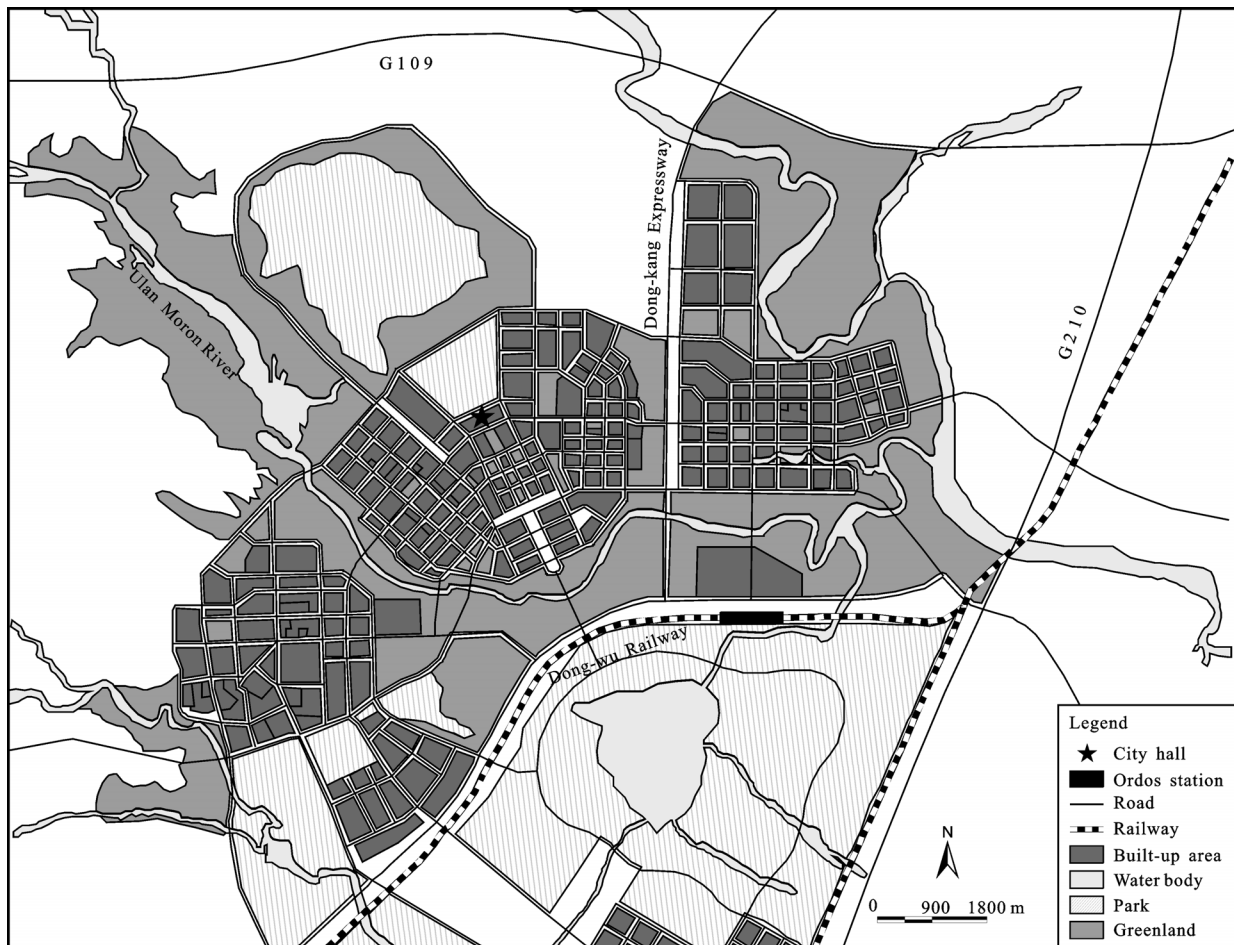 G109
Dong-kang Expressway
Ulan Moron River
G210
Dong-wu Railway
Legend
City hall
Ordos station
Road
Railway
Built-up area
Water body
Park
Greenland
N
0 900 1800 m